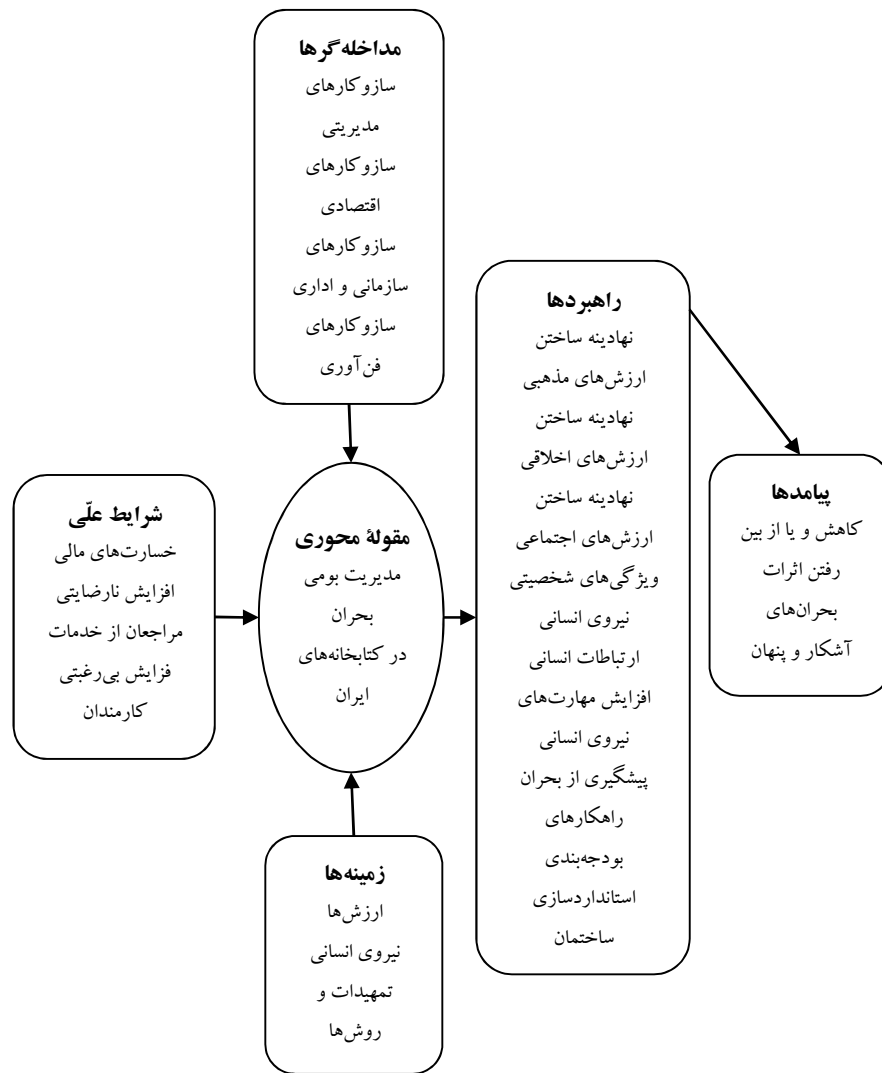 مداخله‌گرها
سازوکارهای
مدیریتی
سازوکارهای
اقتصادی
سازوکارهای
سازمانی و اداری
سازوکارهای
فن‌آوری
شرایط علّی
خسارت‌های مالی
افزایش نارضایتی
مراجعان از خدمات
فزایش بی‌رغبتی
کارمندان
مقولۀ محوری
مدیریت بومی
بحران
در کتابخانه‌های
ایران
زمینه‌ها
ارزش‌ها
نیروی انسانی
تمهیدات و
روش‌ها
راهبردها
نهادینه ساختن
ارزش‌های مذهبی
نهادینه ساختن
ارزش‌های اخلاقی
نهادینه ساختن
ارزش‌های اجتماعی
ویژگی‌های شخصیتی
نیروی انسانی
ارتباطات انسانی
افزایش مهارت‌های
نیروی انسانی
پیشگیری از بحران
راهکارهای
بودجه‌بندی
استانداردسازی
ساختمان
پیامدها
کاهش و یا از بین
رفتن اثرات
بحران‌های
آشکار و پنهان